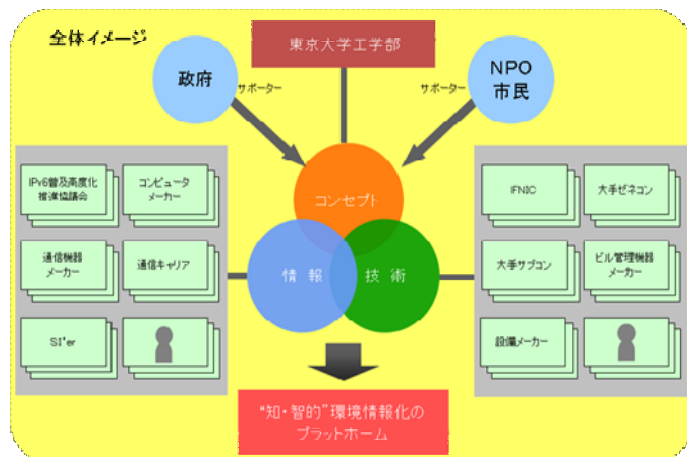 全体イメージ
東京大学工学部
政府
サポーター
サポーター
NPO
市民
IPv6普及高度化
推進協議会
コンピュータ
メーカー
通信機器
メーカー
通信キャリア
SI'er
コンセプト
情 報
技 術
IFNIC
大手ゼネコン
大手サブコン
ビル管理機器
メーカー
設備メーカー
“知・智的”環境情報化の
プラットホーム